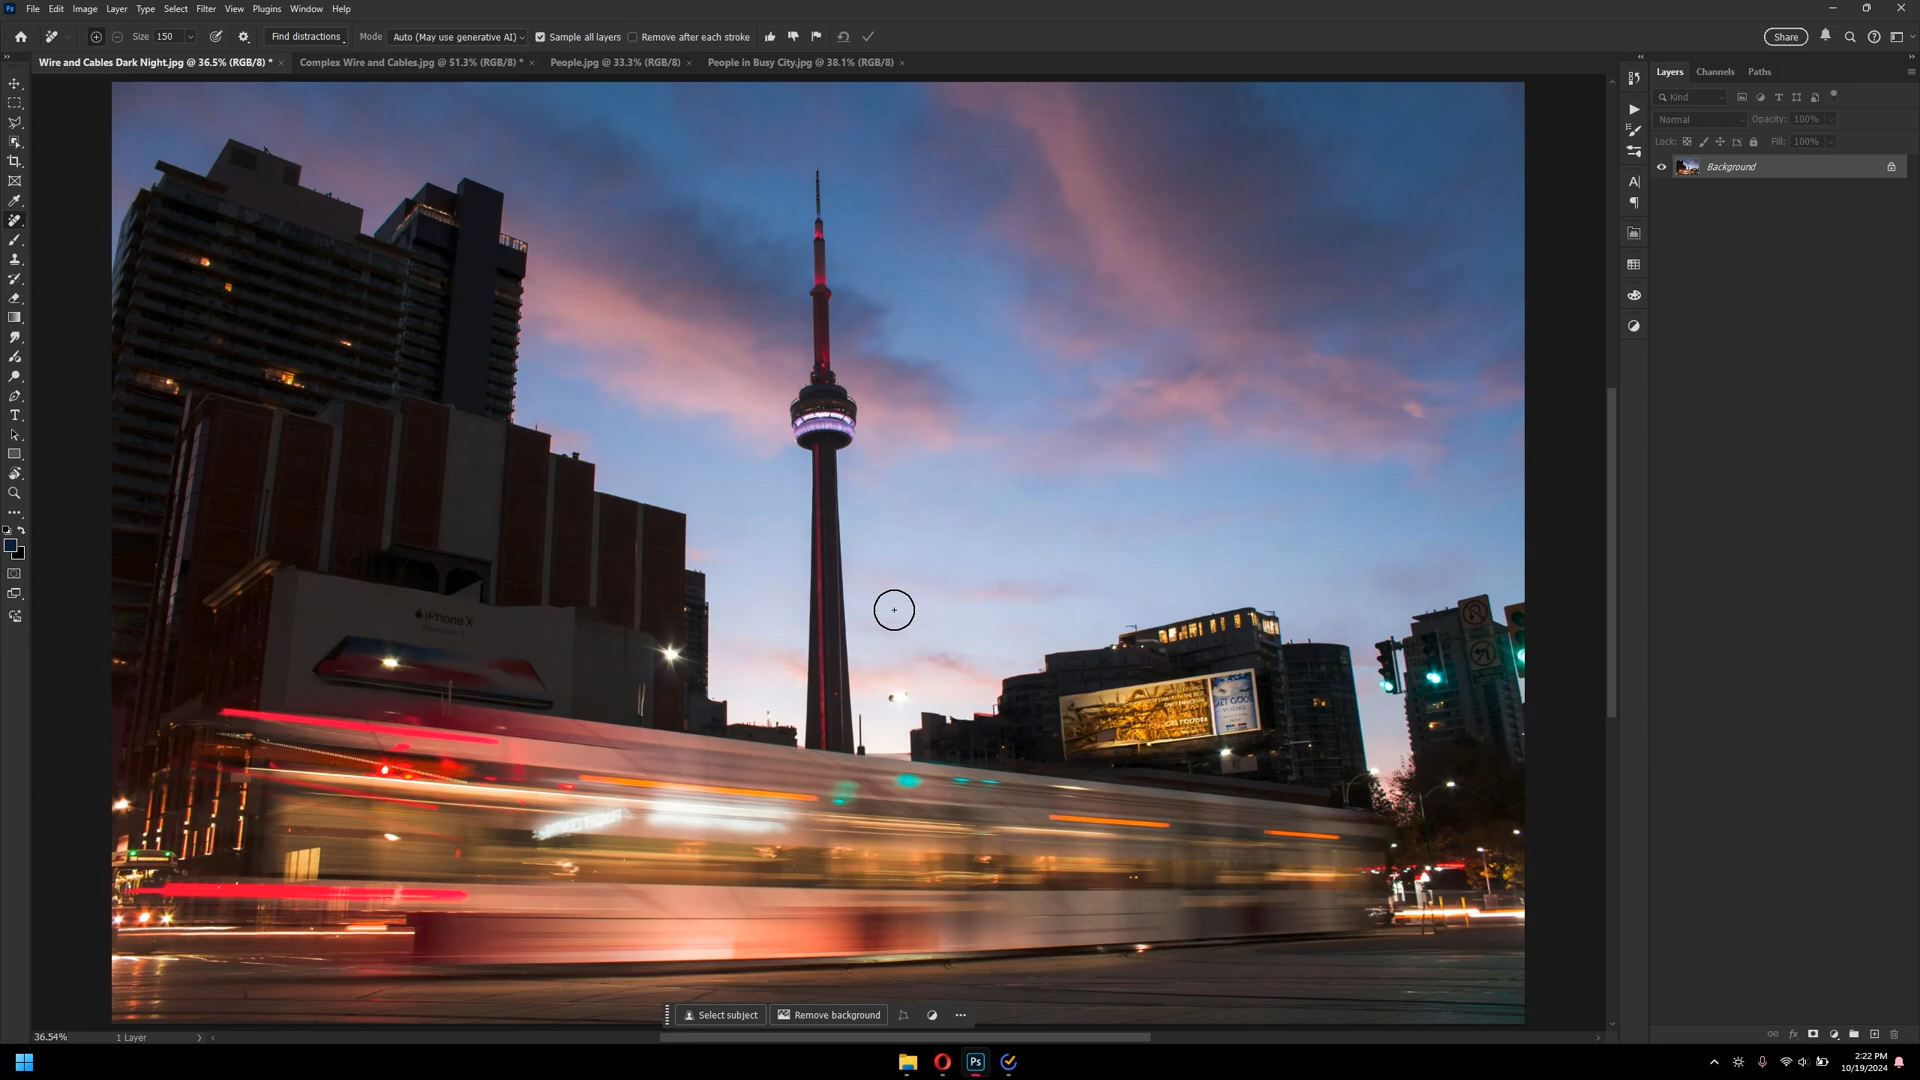 Ps File Edit Image Layer Type Select Filter View Plugins Window Help
Size 150 Find distractions Mode Auto (May use generative AI) Sample all layers Remove after each stroke Share
Wire and Cables Dark Night.jpg @ 36.5% (RGB/8) * × Complex Wire and Cables.jpg @ 51.3% (RGB/8) * × People.jpg @ 33.3% (RGB/8) × People in Busy City.jpg @ 38.1% (RGB/8) ×
Layers Channels Paths
Kind
Normal Opacity: 100%
Lock: Fill: 100%
Background
iPhone X
Select subject Remove background
36.54% 1 Layer
Ps
2:22 PM
10/19/2024